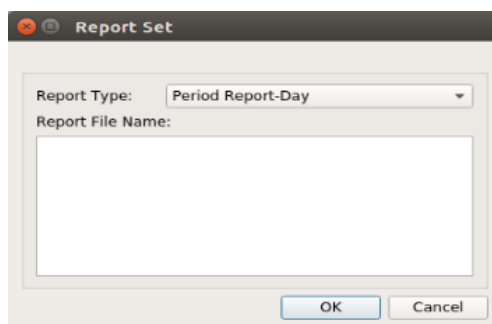 Report Set
Report Type: Period Report-Day
Report File Name:
OK Cancel